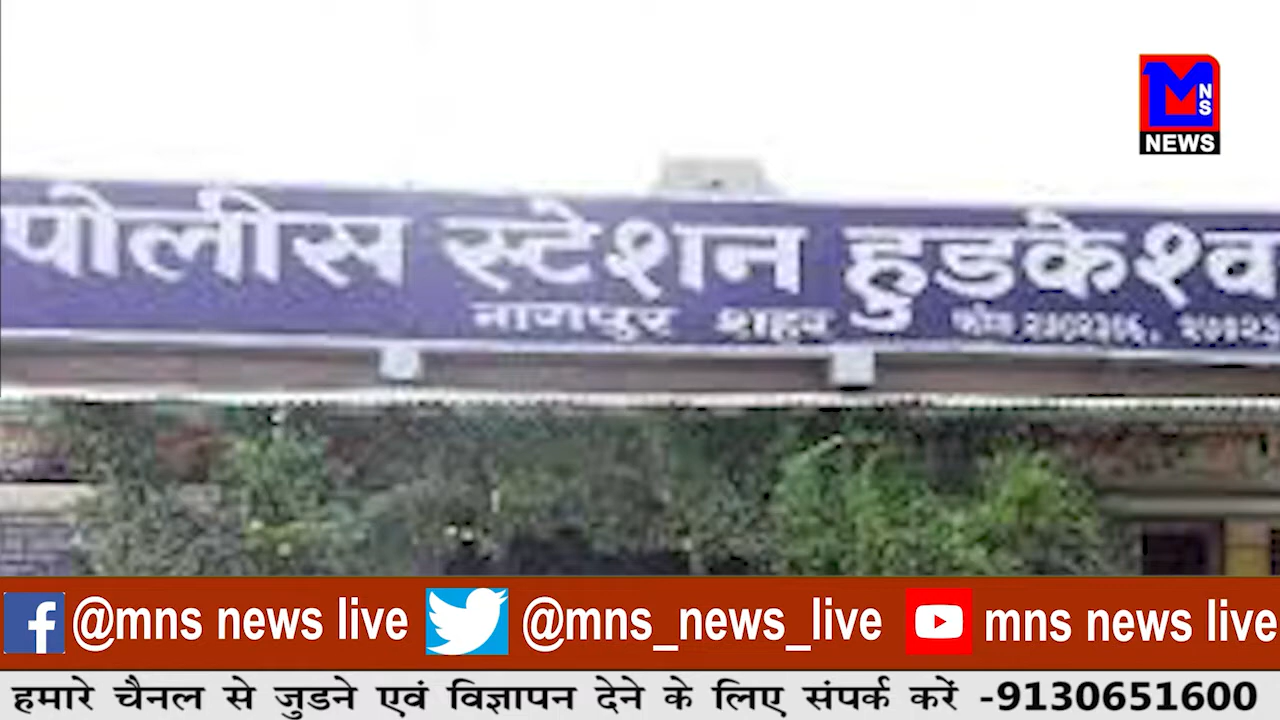 MNS
NEWS
पोलीस स्टेशन हुडकेश्व
नागपुर शहर
@mns news live @mns_news_live mns news live
हमारे चैनल से जुडने एवं विज्ञापन देने के लिए संपर्क करें -9130651600